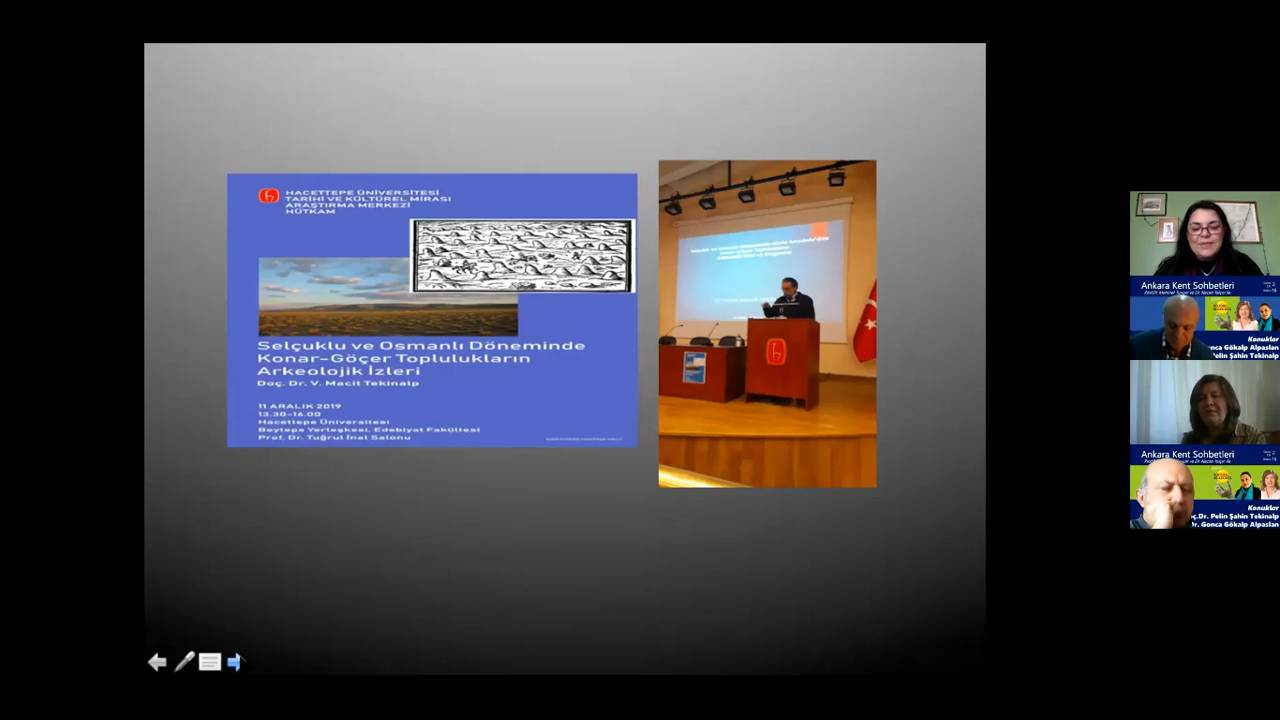 HACETTEPE ÜNİVERSİTESİ
TARİHİ VE KÜLTÜREL MİRASI
ARAŞTIRMA MERKEZİ
HÜTKAM
Selçuklu ve Osmanlı Döneminde
Konar-Göçer Toplulukların
Arkeolojik İzleri
Doç. Dr. V. Macit Tekinalp
11 ARALIK 2019
13.30-16.00
Hacettepe Üniversitesi
Beytepe Yerleşkesi, Edebiyat Fakültesi
Prof. Dr. Tuğrul İnal Salonu
Ankara Kent Sohbetleri
Konuklar
Gonca Gökalp Alpaslan
Pelin Şahin Tekinalp
Ankara Kent Sohbetleri
Konuklar
Dr. Pelin Şahin Tekinalp
Dr. Gonca Gökalp Alpaslan